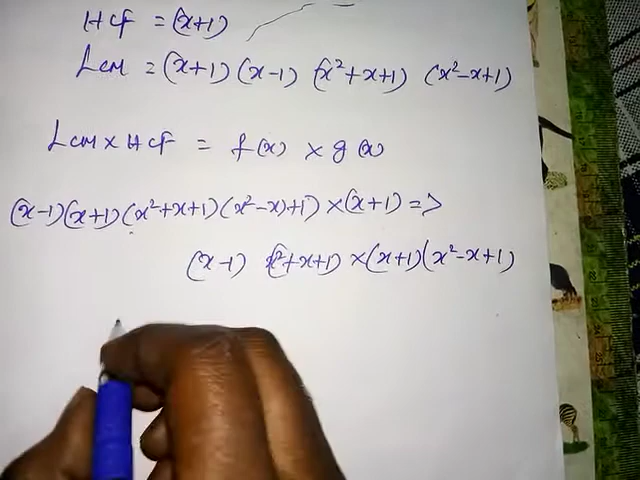 HCF = (x+1)
Lcm = (x+1) (x-1) (x²+x+1) (x²-x+1)
Lcm x HCF = f(x) x g(x)
(x-1)(x+1)(x²+x+1)(x²-x)+1) x (x+1) =>
(x-1) (x²+x+1) x (x+1)(x²-x+1)